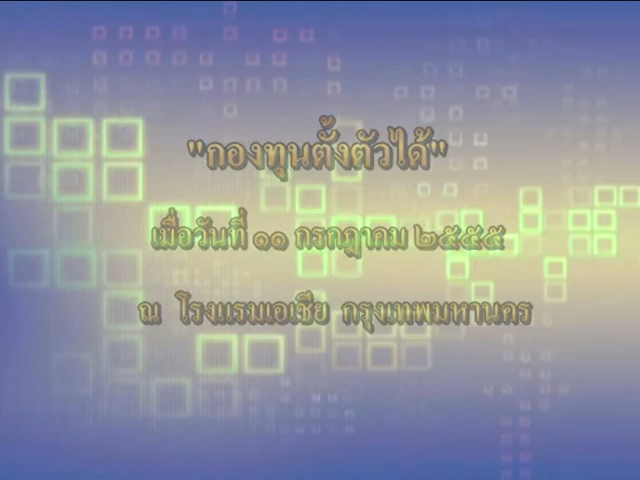 "กองทุนตั้งตัวได้"
เมื่อวันที่ ๑๑ กรกฎาคม ๒๕๕๕
ณ โรงแรมเอเชีย กรุงเทพมหานคร